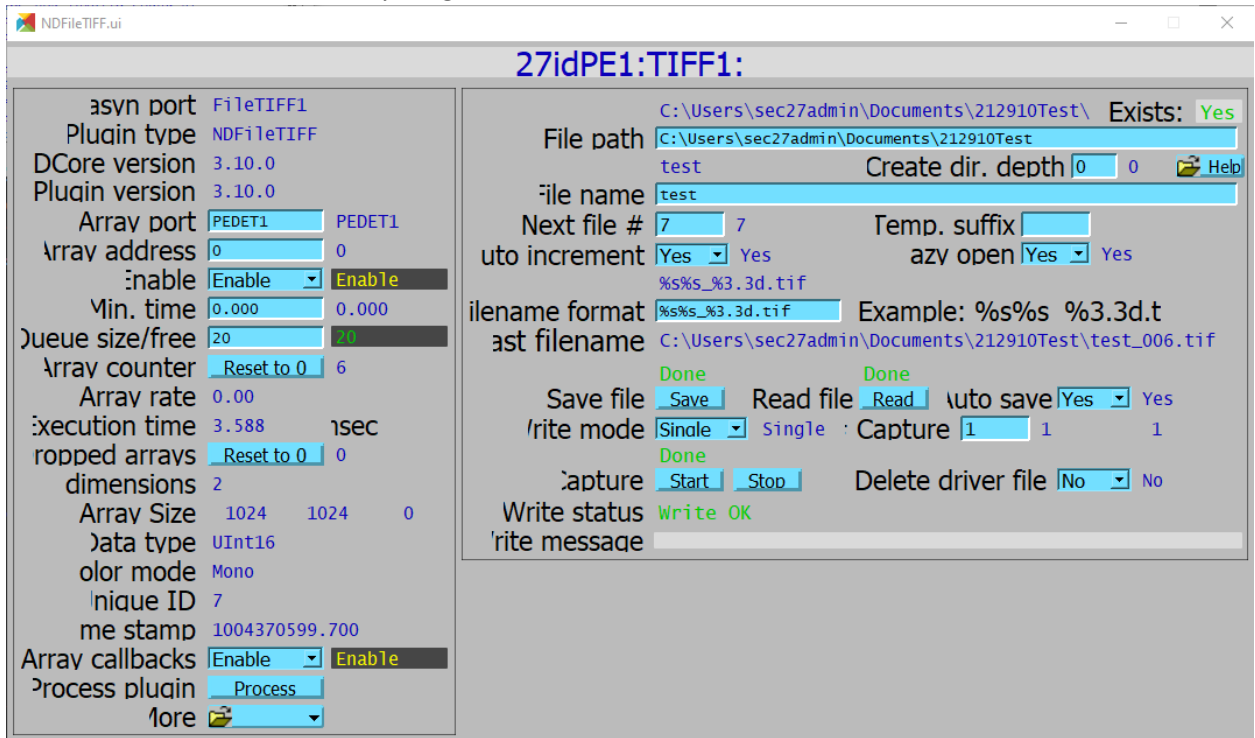 NDFileTIFF.ui
27idPE1:TIFF1:
asyn port FileTIFF1
Plugin type NDFileTIFF
DCore version 3.10.0
Plugin version 3.10.0
Array port PEDET1 PEDET1
Array address 0 0
Enable Enable Enable
Min. time 0.000 0.000
Queue size/free 20 20
Array counter Reset to 0 6
Array rate 0.00
Execution time 3.588 msec
Dropped arrays Reset to 0 0
dimensions 2
Array Size 1024 1024 0
Data type UInt16
olor mode Mono
Unique ID 7
me stamp 1004370599.700
Array callbacks Enable Enable
Process plugin Process
More
C:\Users\sec27admin\Documents\212910Test\ Exists: Yes
File path C:\Users\sec27admin\Documents\212910Test
test Create dir. depth 0 0 Help
File name test
Next file # 7 7 Temp. suffix
uto increment Yes Yes azy open Yes Yes
%s%s_%3.3d.tif
ilename format %s%s_%3.3d.tif Example: %s%s_%3.3d.t
ast filename C:\Users\sec27admin\Documents\212910Test\test_006.tif
Done Done
Save file Save Read file Read Auto save Yes Yes
Write mode Single Single Capture 1 1 1
Done
Capture Start Stop Delete driver file No No
Write status Write OK
Write message